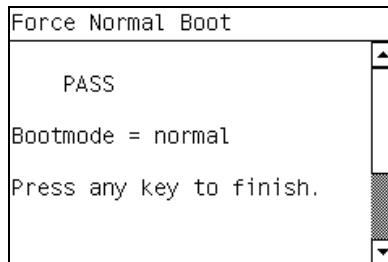 Force Normal Boot
PASS
Bootmode = normal
Press any key to finish.